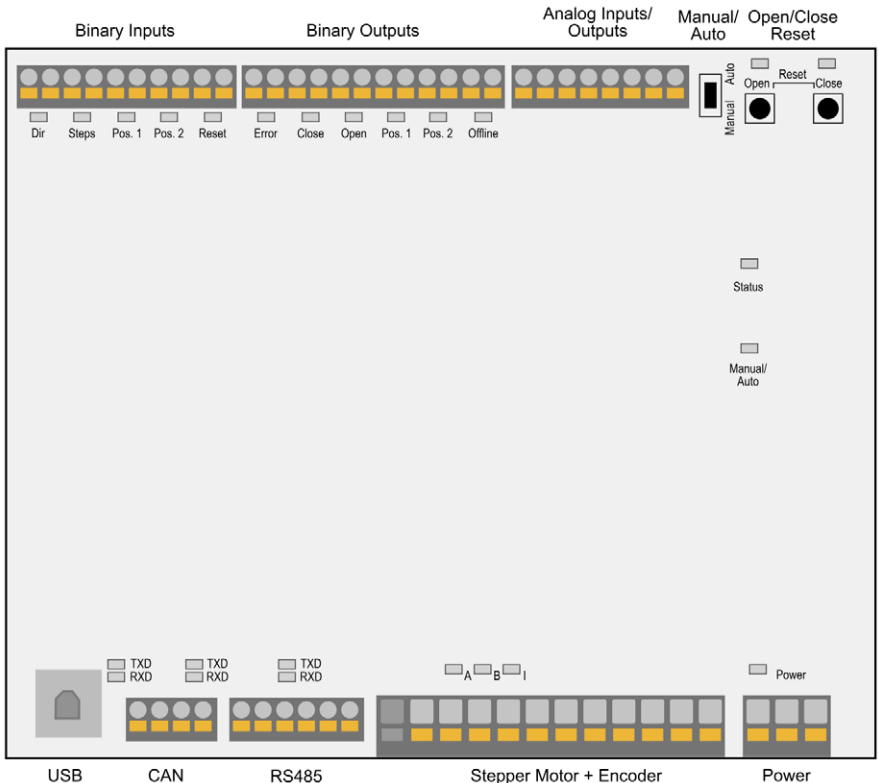 Binary Inputs
Binary Outputs
Analog Inputs/
Outputs
Manual/
Auto
Open/Close
Reset
Auto
Manual
Open
Reset
Close
Dir
Steps
Pos. 1
Pos. 2
Reset
Error
Close
Open
Pos. 1
Pos. 2
Offline
Status
Manual/
Auto
TXD
RXD
TXD
RXD
TXD
RXD
A
B
I
Power
USB
CAN
RS485
Stepper Motor + Encoder
Power